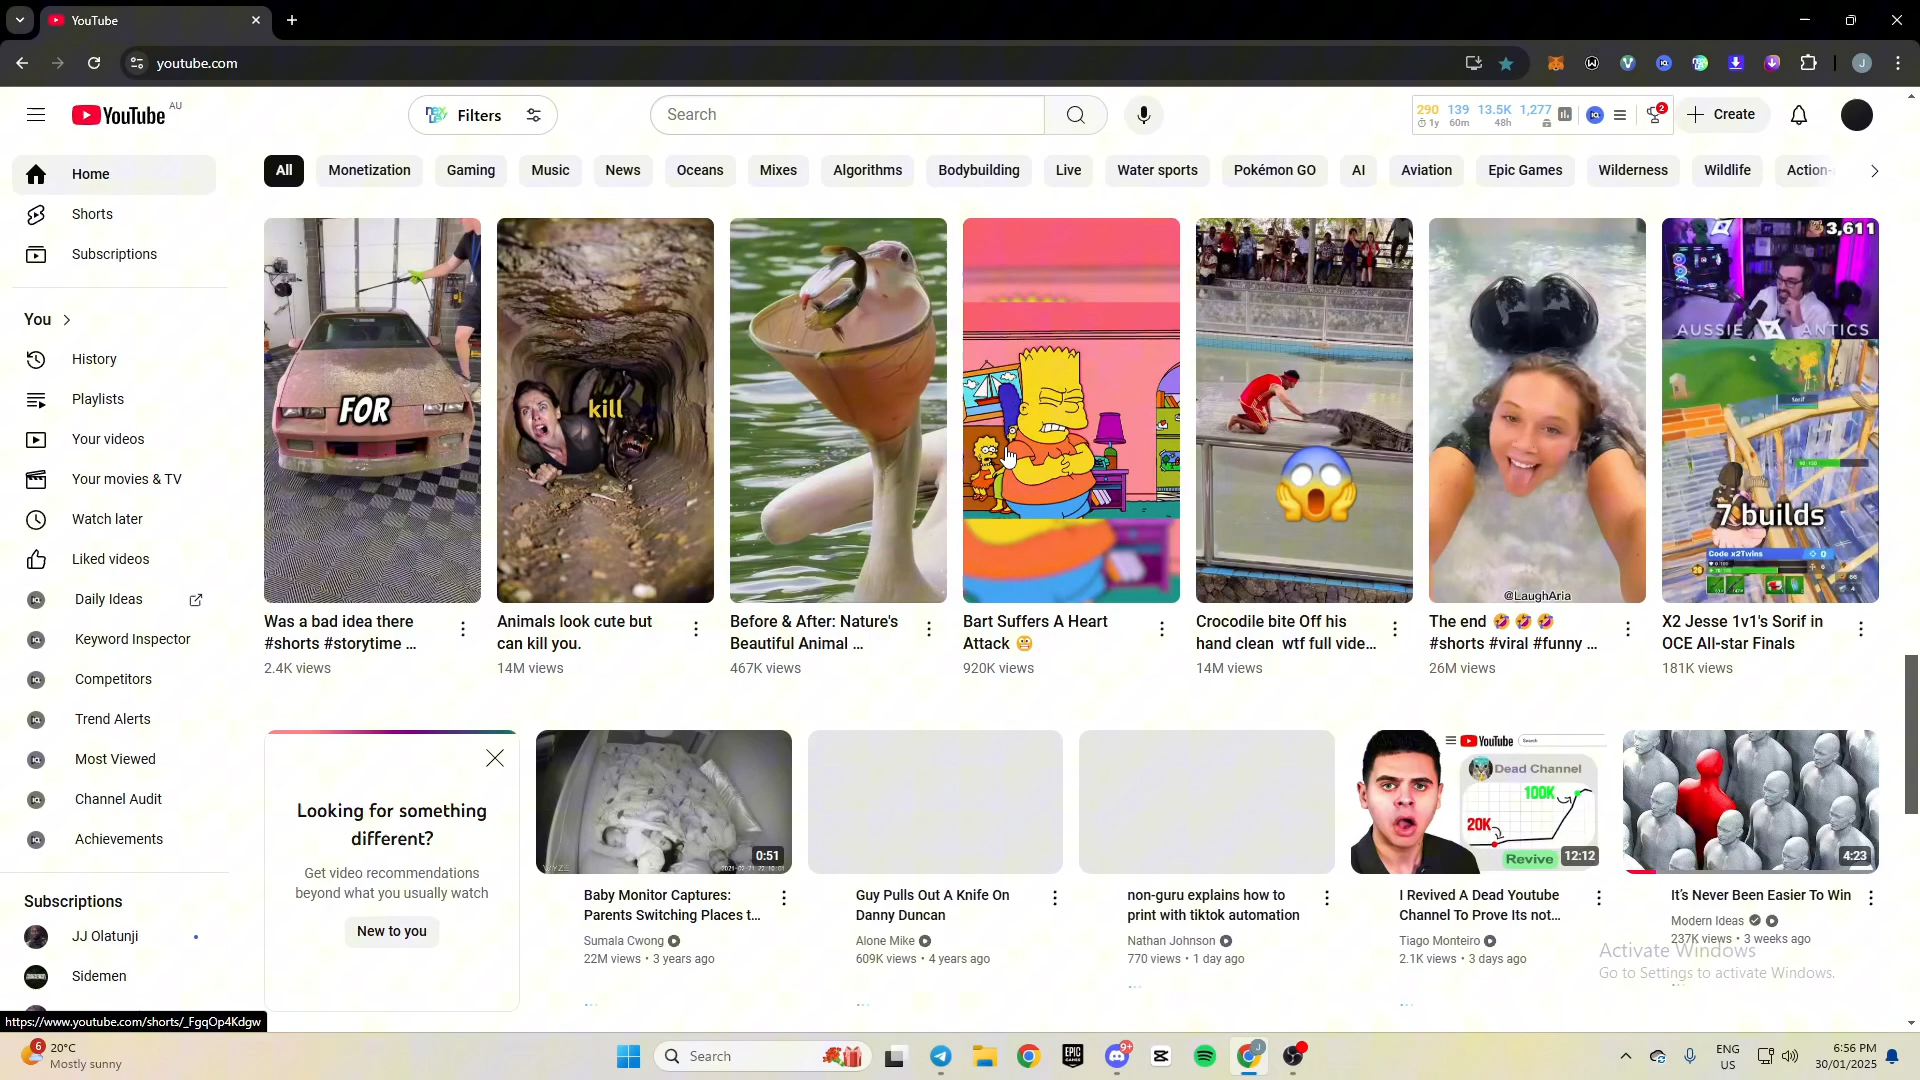 YouTube
youtube.com
YouTube AU
Filters
Search
290 139 13.5K 1,277
1y 60m 48h
2
Create
Home
Shorts
Subscriptions
You
History
Playlists
Your videos
Your movies & TV
Watch later
Liked videos
Daily Ideas
Keyword Inspector
Competitors
Trend Alerts
Most Viewed
Channel Audit
Achievements
Subscriptions
JJ Olatunji
Sidemen
All Monetization Gaming Music News Oceans Mixes Algorithms Bodybuilding Live Water sports Pokémon GO AI Aviation Epic Games Wilderness Wildlife Action-
FOR
Was a bad idea there
#shorts #storytime ...
2.4K views
kill
Animals look cute but
can kill you.
14M views
Before & After: Nature's
Beautiful Animal ...
467K views
Bart Suffers A Heart
Attack 😬
920K views
Crocodile bite Off his
hand clean wtf full vide...
14M views
@LaughAria
The end 🤣 🤣 🤣
#shorts #viral #funny ...
26M views
3,611
AUSSIE ANTICS
7 builds
Code x2Twins
X2 Jesse 1v1's Sorif in
OCE All-star Finals
181K views
Looking for something
different?
Get video recommendations
beyond what you usually watch
New to you
0:51
Baby Monitor Captures:
Parents Switching Places t...
Sumala Cwong
22M views • 3 years ago
Guy Pulls Out A Knife On
Danny Duncan
Alone Mike
609K views • 4 years ago
non-guru explains how to
print with tiktok automation
Nathan Johnson
770 views • 1 day ago
YouTube
Dead Channel
100K
20K
Revive
12:12
I Revived A Dead Youtube
Channel To Prove Its not...
Tiago Monteiro
2.1K views • 3 days ago
4:23
It's Never Been Easier To Win
Modern Ideas
237K views • 3 weeks ago
Activate Windows
Go to Settings to activate Windows.
https://www.youtube.com/shorts/_FgqOp4Kdgw
6
20°C
Mostly sunny
Search
EPIC GAMES
9+
ENG
US
6:56 PM
30/01/2025